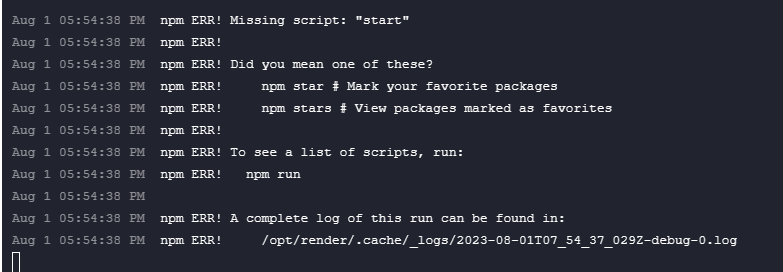 Aug 1 05:54:38 PM  npm ERR! Missing script: "start"
Aug 1 05:54:38 PM  npm ERR!
Aug 1 05:54:38 PM  npm ERR! Did you mean one of these?
Aug 1 05:54:38 PM  npm ERR!     npm star # Mark your favorite packages
Aug 1 05:54:38 PM  npm ERR!     npm stars # View packages marked as favorites
Aug 1 05:54:38 PM  npm ERR!
Aug 1 05:54:38 PM  npm ERR! To see a list of scripts, run:
Aug 1 05:54:38 PM  npm ERR!   npm run
Aug 1 05:54:38 PM
Aug 1 05:54:38 PM  npm ERR! A complete log of this run can be found in:
Aug 1 05:54:38 PM  npm ERR!     /opt/render/.cache/_logs/2023-08-01T07_54_37_029Z-debug-0.log